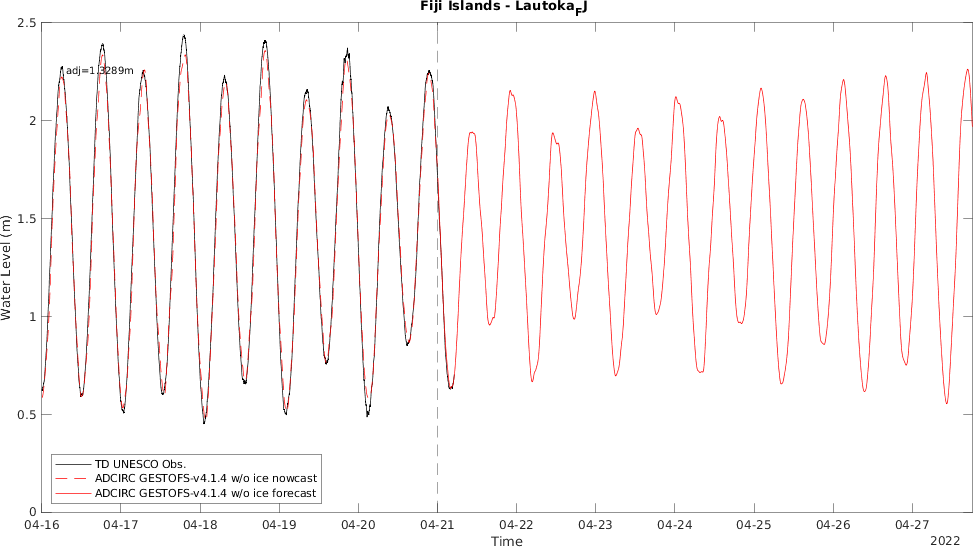 Fiji Islands - LautokaFJ
2.5
adj=1.3289m
2
1.5
Water Level (m)
1
0.5
TD UNESCO Obs.
ADCIRC GESTOFS-v4.1.4 w/o ice nowcast
ADCIRC GESTOFS-v4.1.4 w/o ice forecast
0
04-16 04-17 04-18 04-19 04-20 04-21 04-22 04-23 04-24 04-25 04-26 04-27
Time
2022